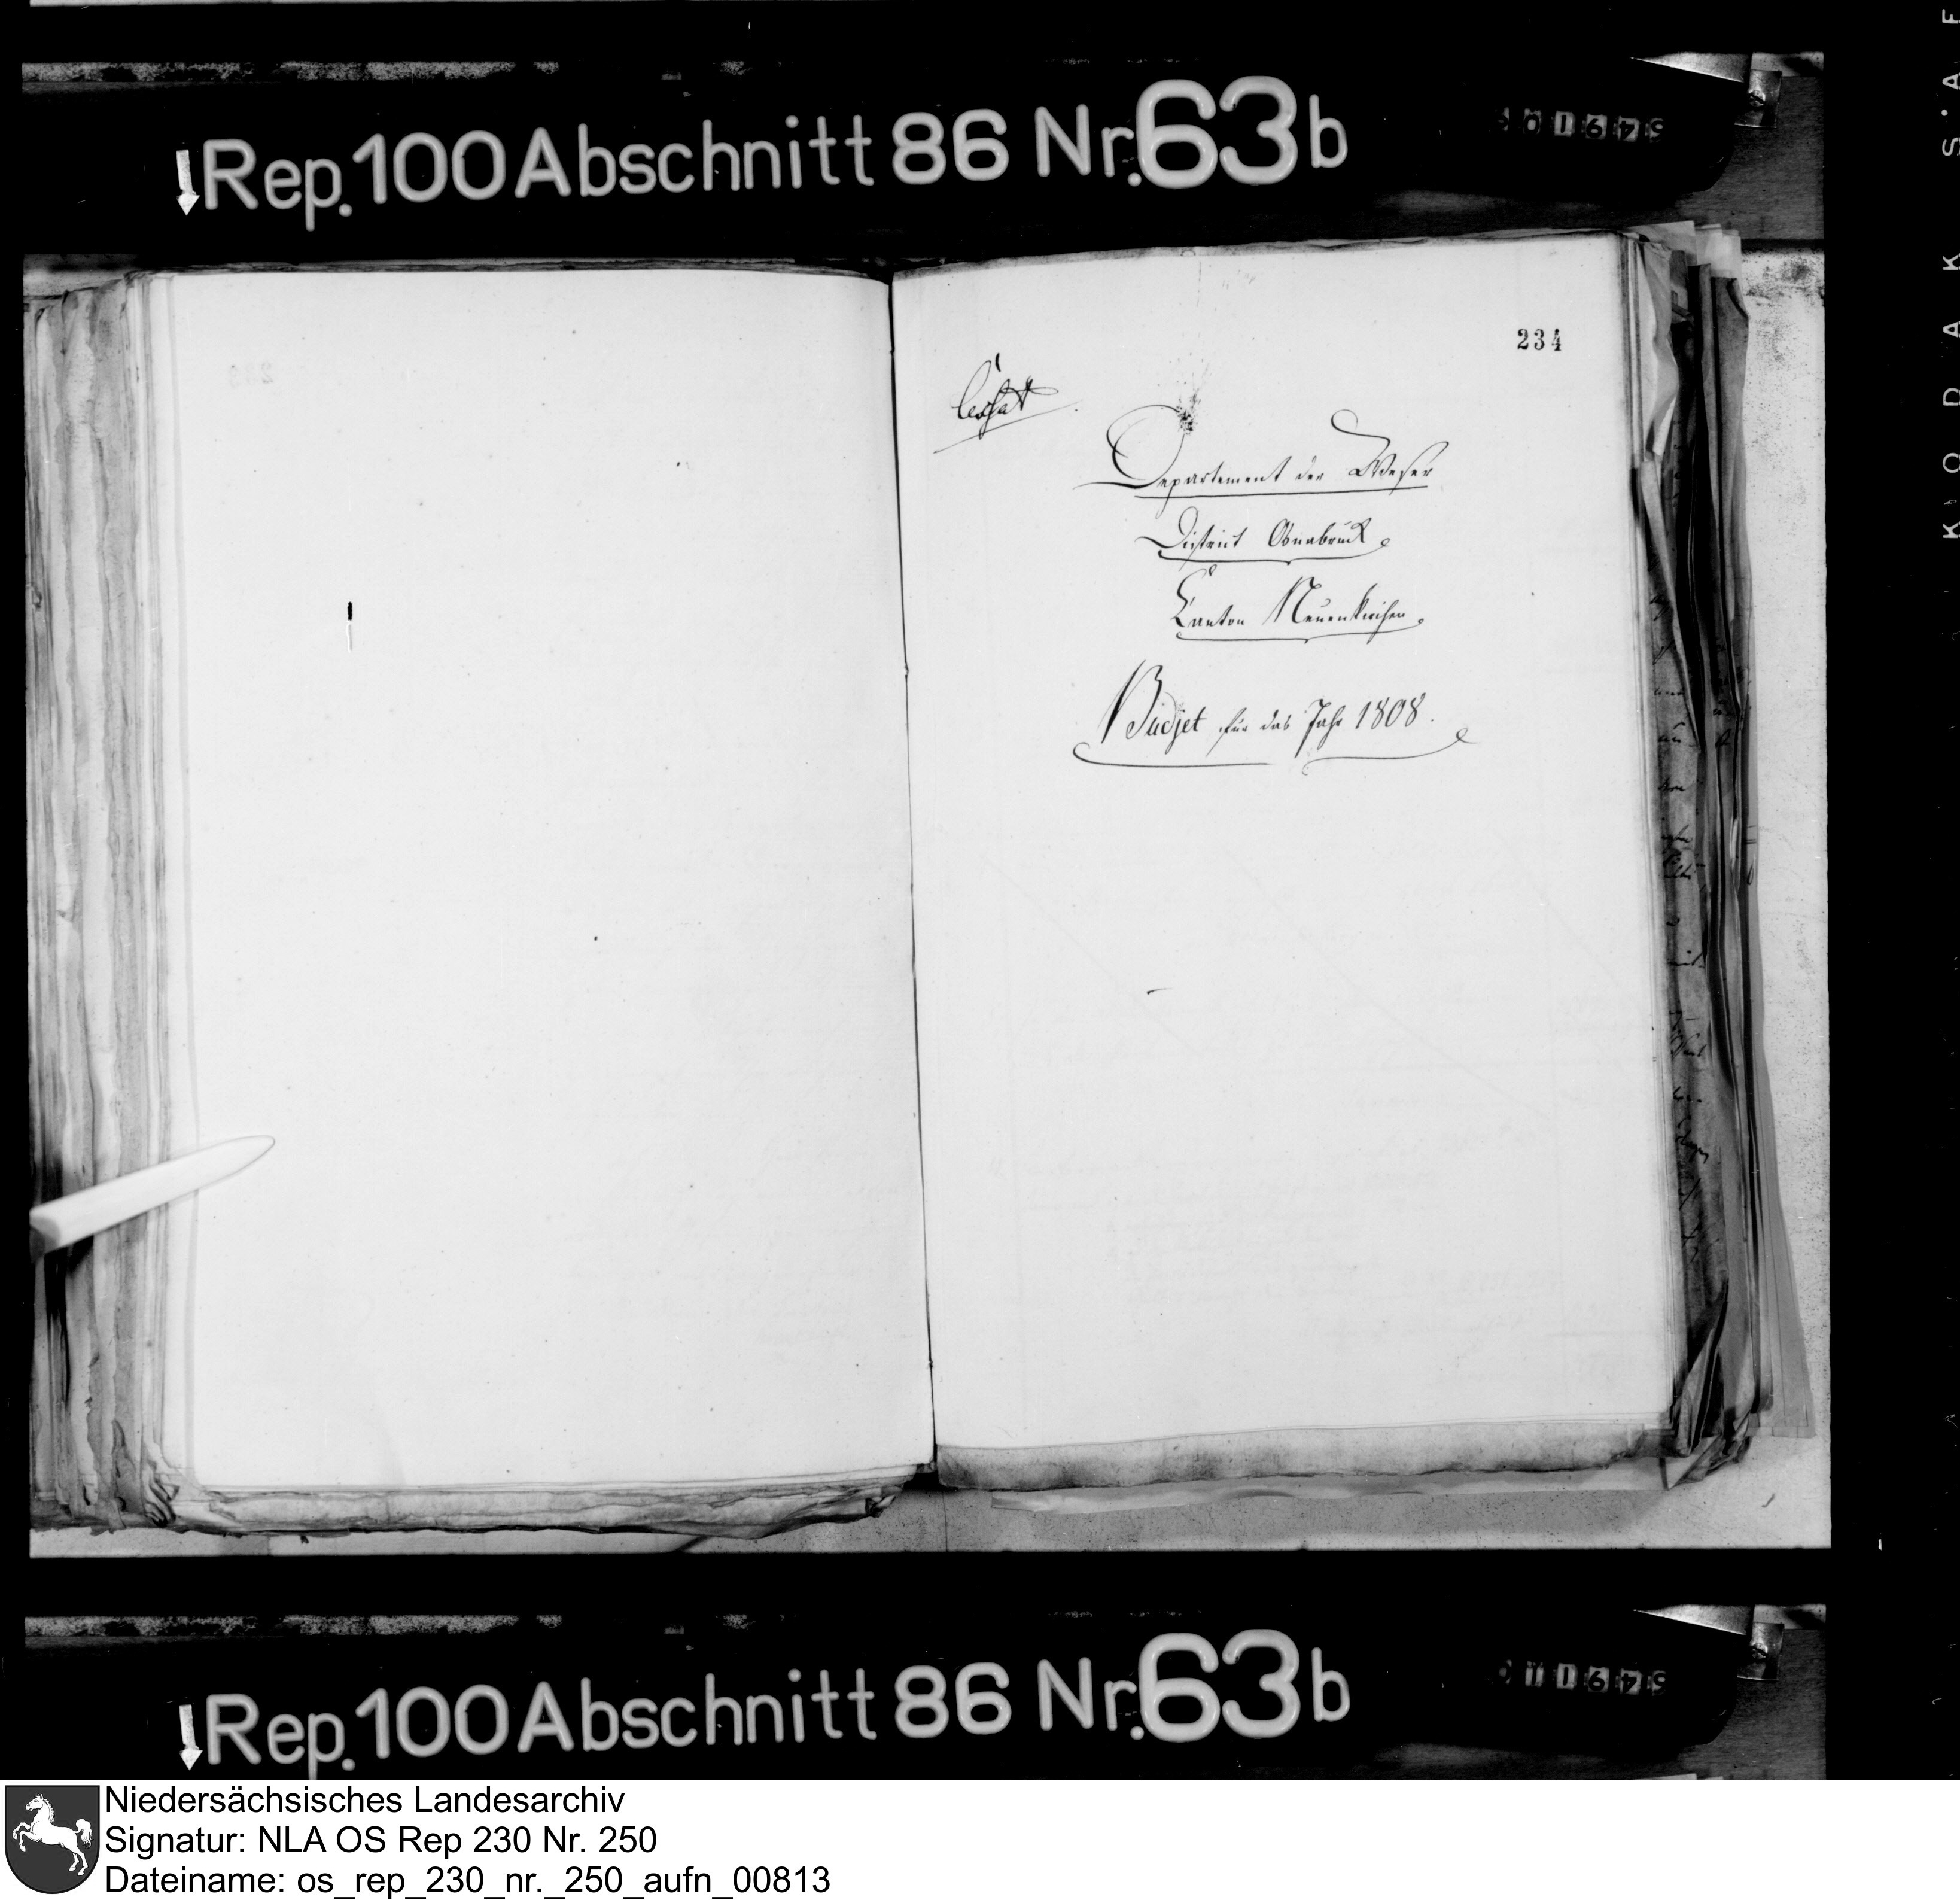 Rep. 100 Abschnitt 86 Nr. 63 b
234
Departement der Weser
District Osnabrück
Canton Neuenkirchen
Büdjet für das Jahr 1808.
Rep. 100 Abschnitt 86 Nr. 63 b
Niedersächsisches Landesarchiv
Signatur: NLA OS Rep 230 Nr. 250
Dateiname: os_rep_230_nr._250_aufn_00813